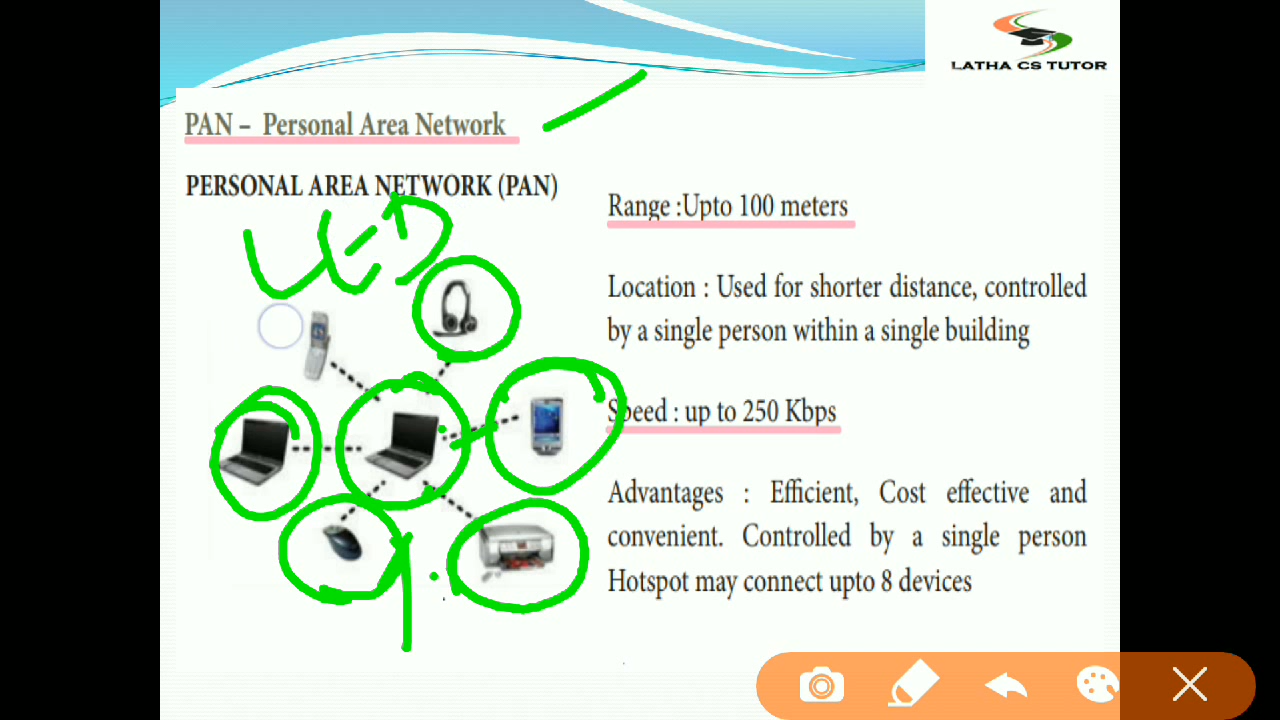 LATHA CS TUTOR
PAN – Personal Area Network
PERSONAL AREA NETWORK (PAN)
Range :Upto 100 meters
Location : Used for shorter distance, controlled
by a single person within a single building
Speed : up to 250 Kbps
Advantages : Efficient, Cost effective and
convenient. Controlled by a single person
Hotspot may connect upto 8 devices